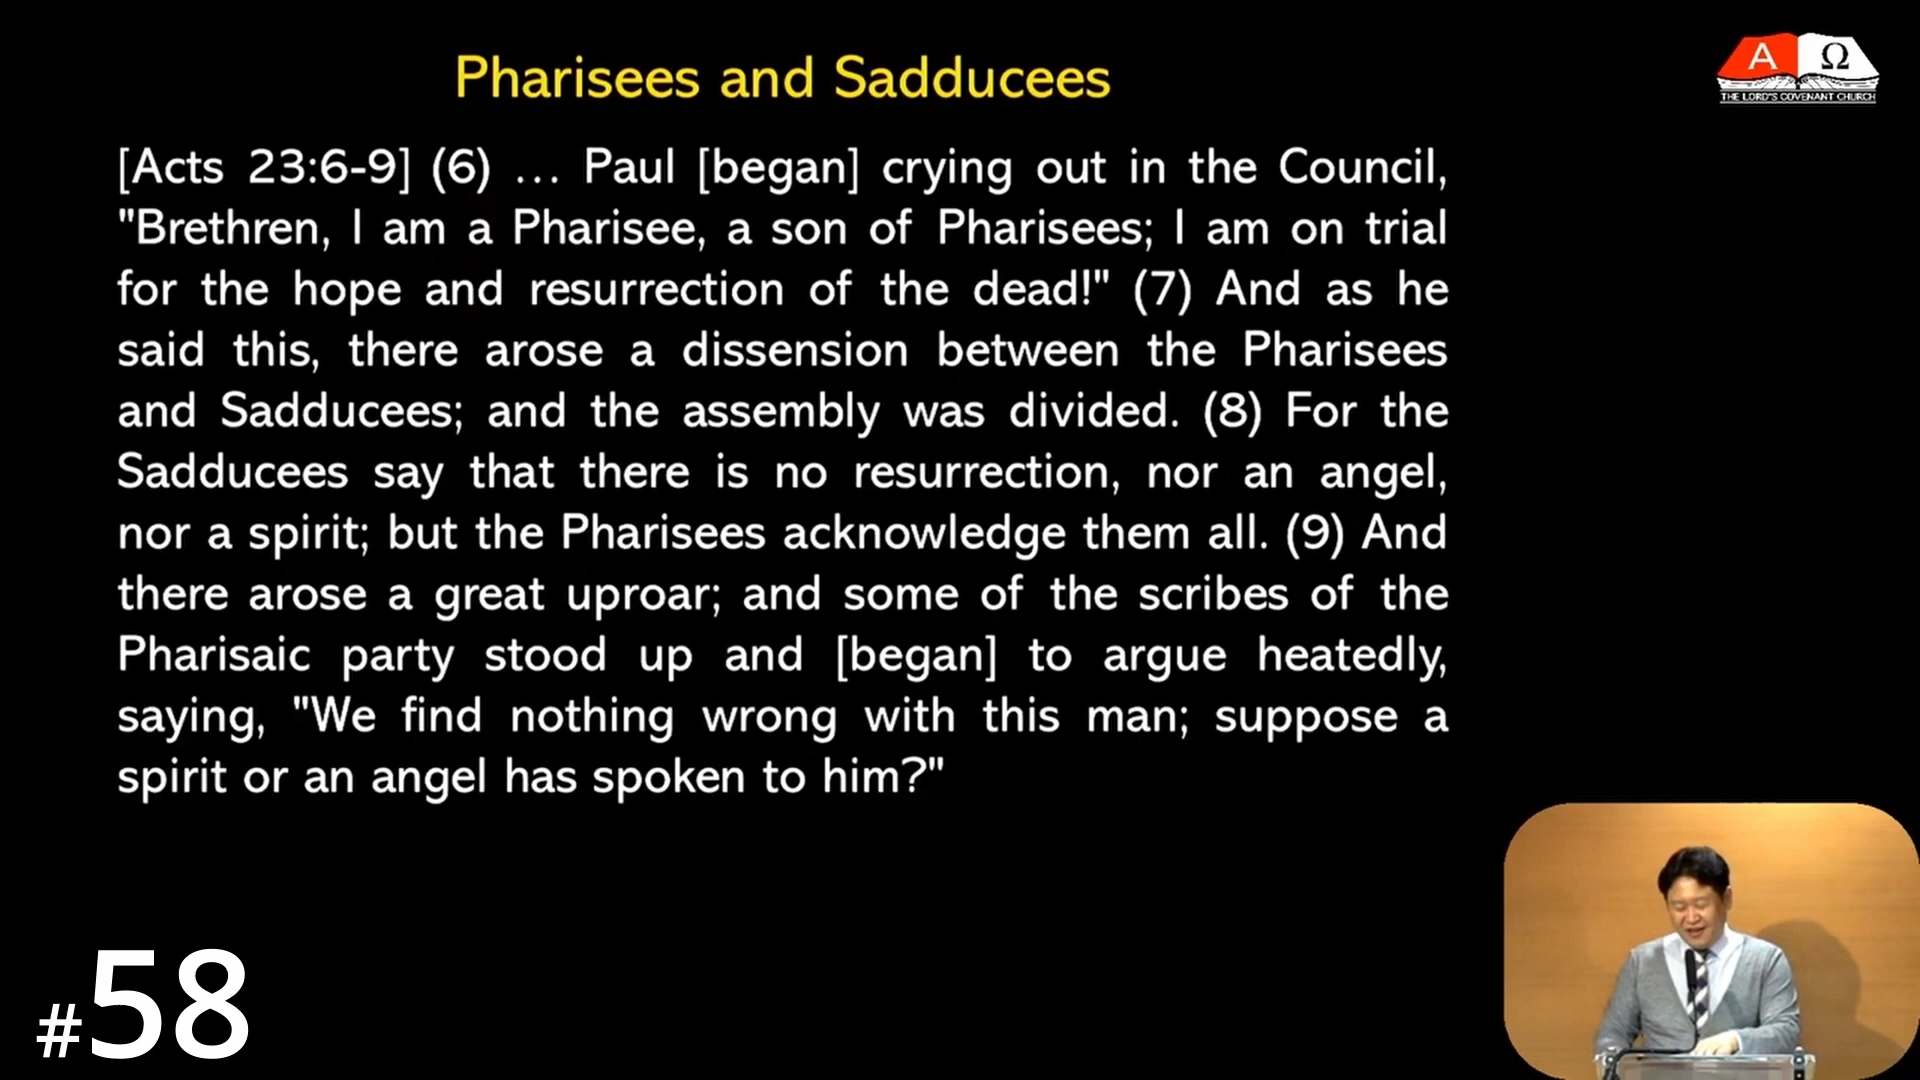 Pharisees and Sadducees
Α Ω
THE LORD'S COVENANT CHURCH
[Acts 23:6-9] (6) … Paul [began] crying out in the Council,
"Brethren, I am a Pharisee, a son of Pharisees; I am on trial
for the hope and resurrection of the dead!" (7) And as he
said this, there arose a dissension between the Pharisees
and Sadducees; and the assembly was divided. (8) For the
Sadducees say that there is no resurrection, nor an angel,
nor a spirit; but the Pharisees acknowledge them all. (9) And
there arose a great uproar; and some of the scribes of the
Pharisaic party stood up and [began] to argue heatedly,
saying, "We find nothing wrong with this man; suppose a
spirit or an angel has spoken to him?"
#58